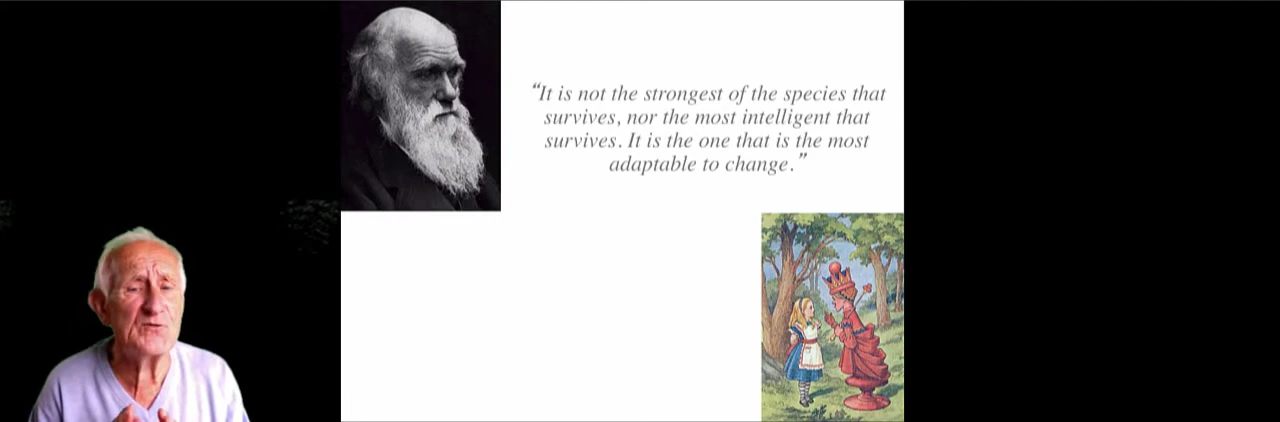 “It is not the strongest of the species that
survives, nor the most intelligent that
survives. It is the one that is the most
adaptable to change.”